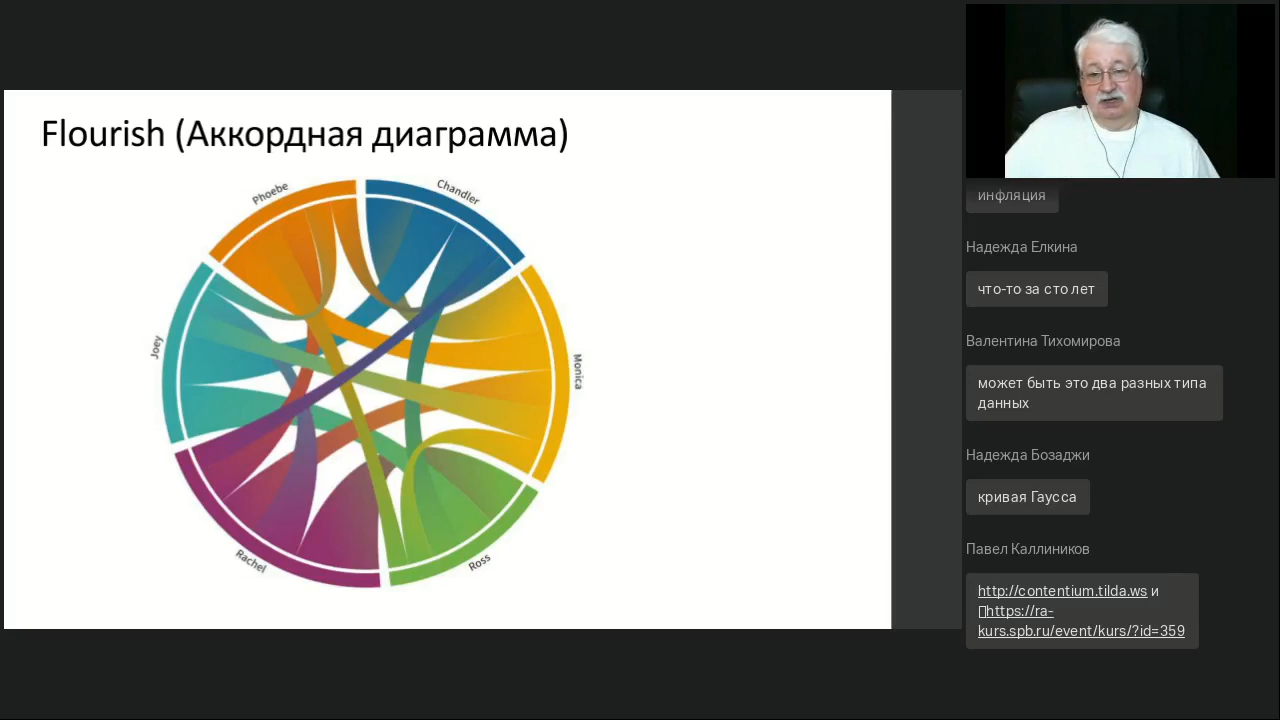 Flourish (Аккордная диаграмма)
Phoebe
Chandler
Joey
Monica
Rachel
Ross
инфляция
Надежда Елкина
что-то за сто лет
Валентина Тихомирова
может быть это два разных типа
данных
Надежда Бозаджи
кривая Гаусса
Павел Каллиников
http://contentium.tilda.ws и
https://ra-
kurs.spb.ru/event/kurs/?id=359